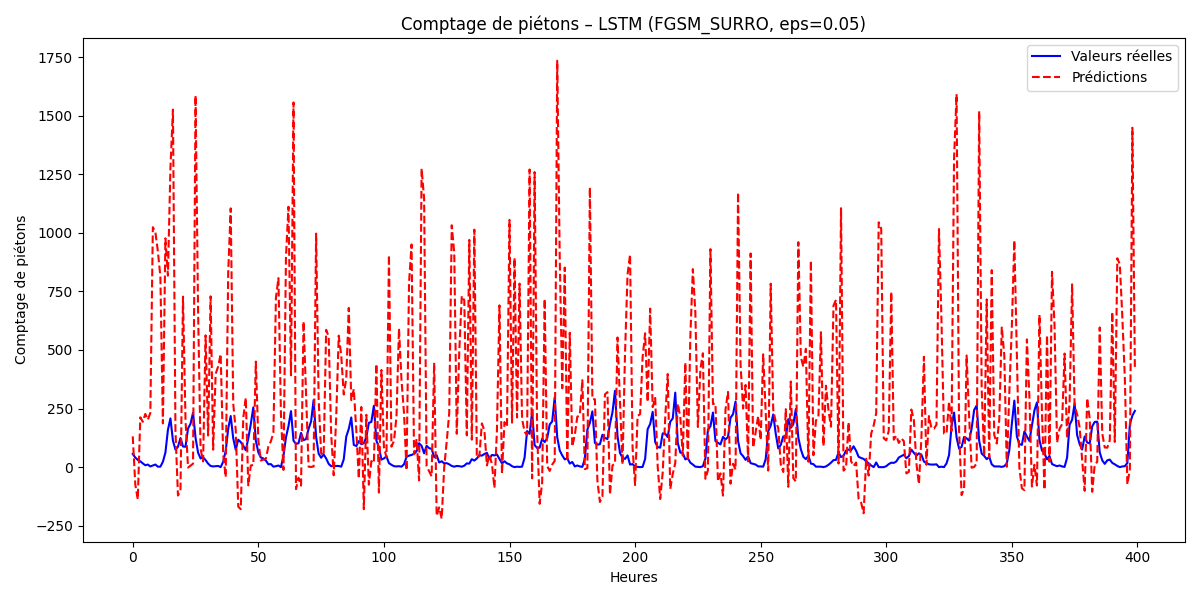 Comptage de piétons – LSTM (FGSM_SURRO, eps=0.05)
Valeurs réelles
Prédictions
Comptage de piétons
1750
1500
1250
1000
750
500
250
0
−250
0 50 100 150 200 250 300 350 400
Heures